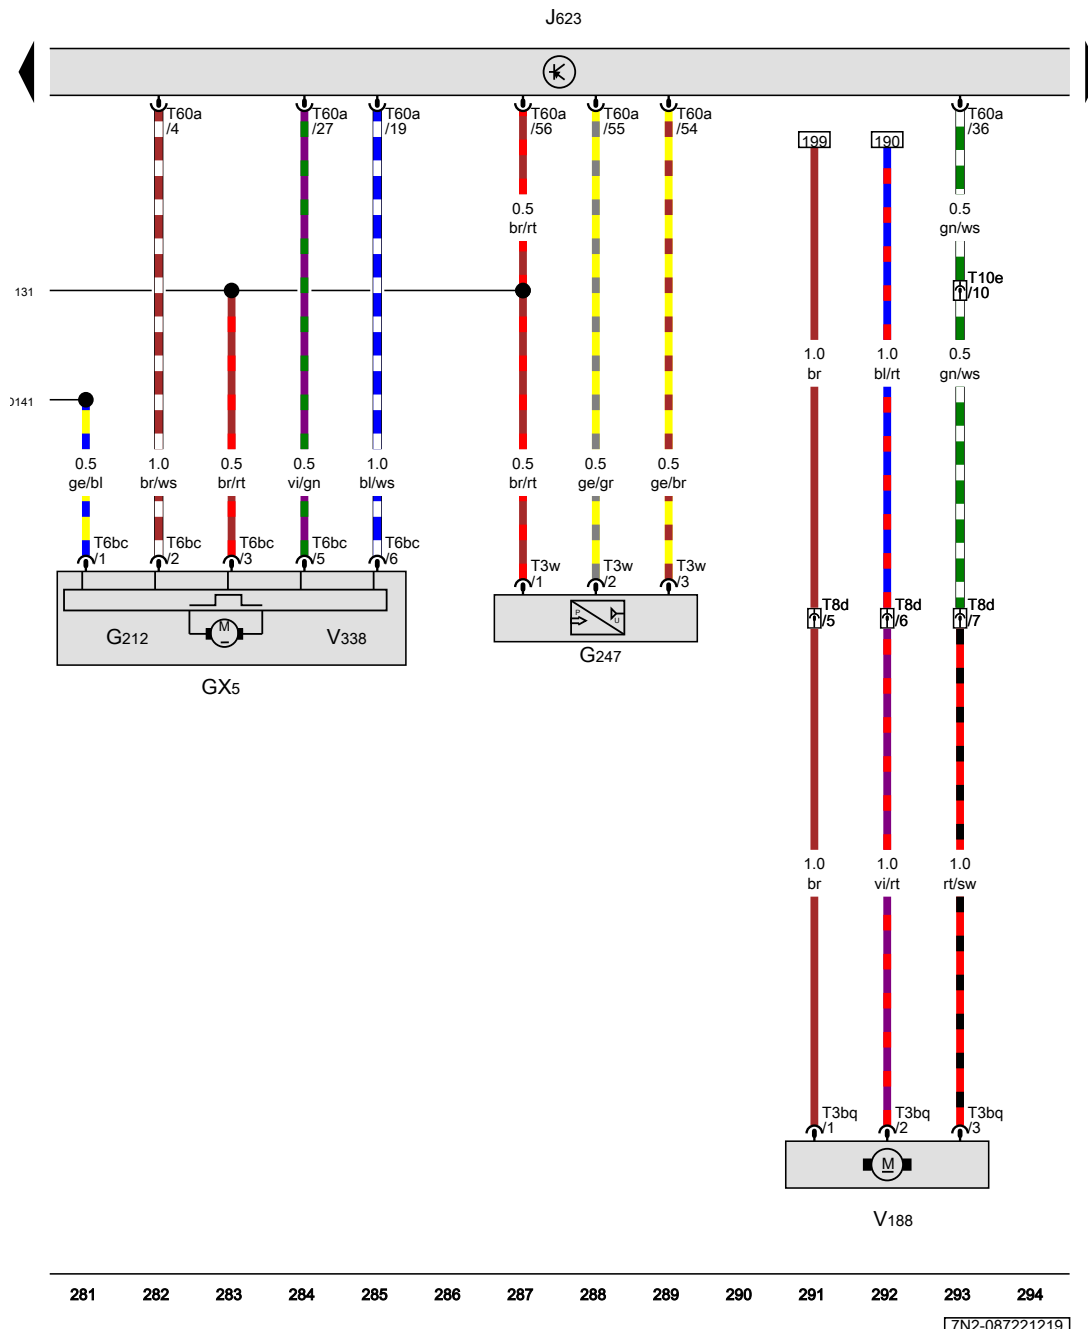 J623
T60a /4
T60a /27
T60a /19
T60a /56
T60a /55
T60a /54
T60a /36
199
190
0.5 br/rt
0.5 gn/ws
T10e /10
131
1.0 br
1.0 bl/rt
0.5 gn/ws
0.5 ge/bl
1.0 br/ws
0.5 br/rt
0.5 vi/gn
1.0 bl/ws
0.5 br/rt
0.5 ge/gr
0.5 ge/br
T6bc /1
T6bc /2
T6bc /3
T6bc /5
T6bc /6
T3w /1
T3w /2
T3w /3
T8d /5
T8d /6
T8d /7
P
U
G212
M
V338
G247
GX5
1.0 br
1.0 vi/rt
1.0 rt/sw
T3bq /1
T3bq /2
T3bq /3
M
V188
281 282 283 284 285 286 287 288 289 290 291 292 293 294
7N2-087221219